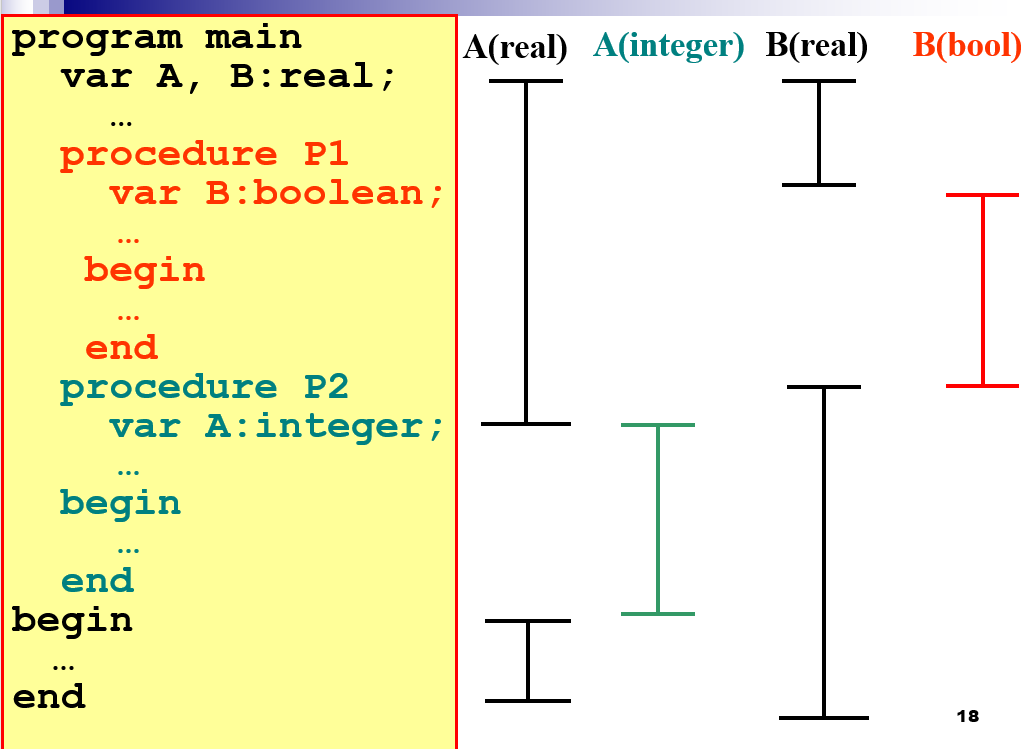 program main
var A, B:real;
…
procedure P1
var B:boolean;
…
begin
…
end
procedure P2
var A:integer;
…
begin
…
end
begin
…
end
A(real) A(integer) B(real) B(bool)
18